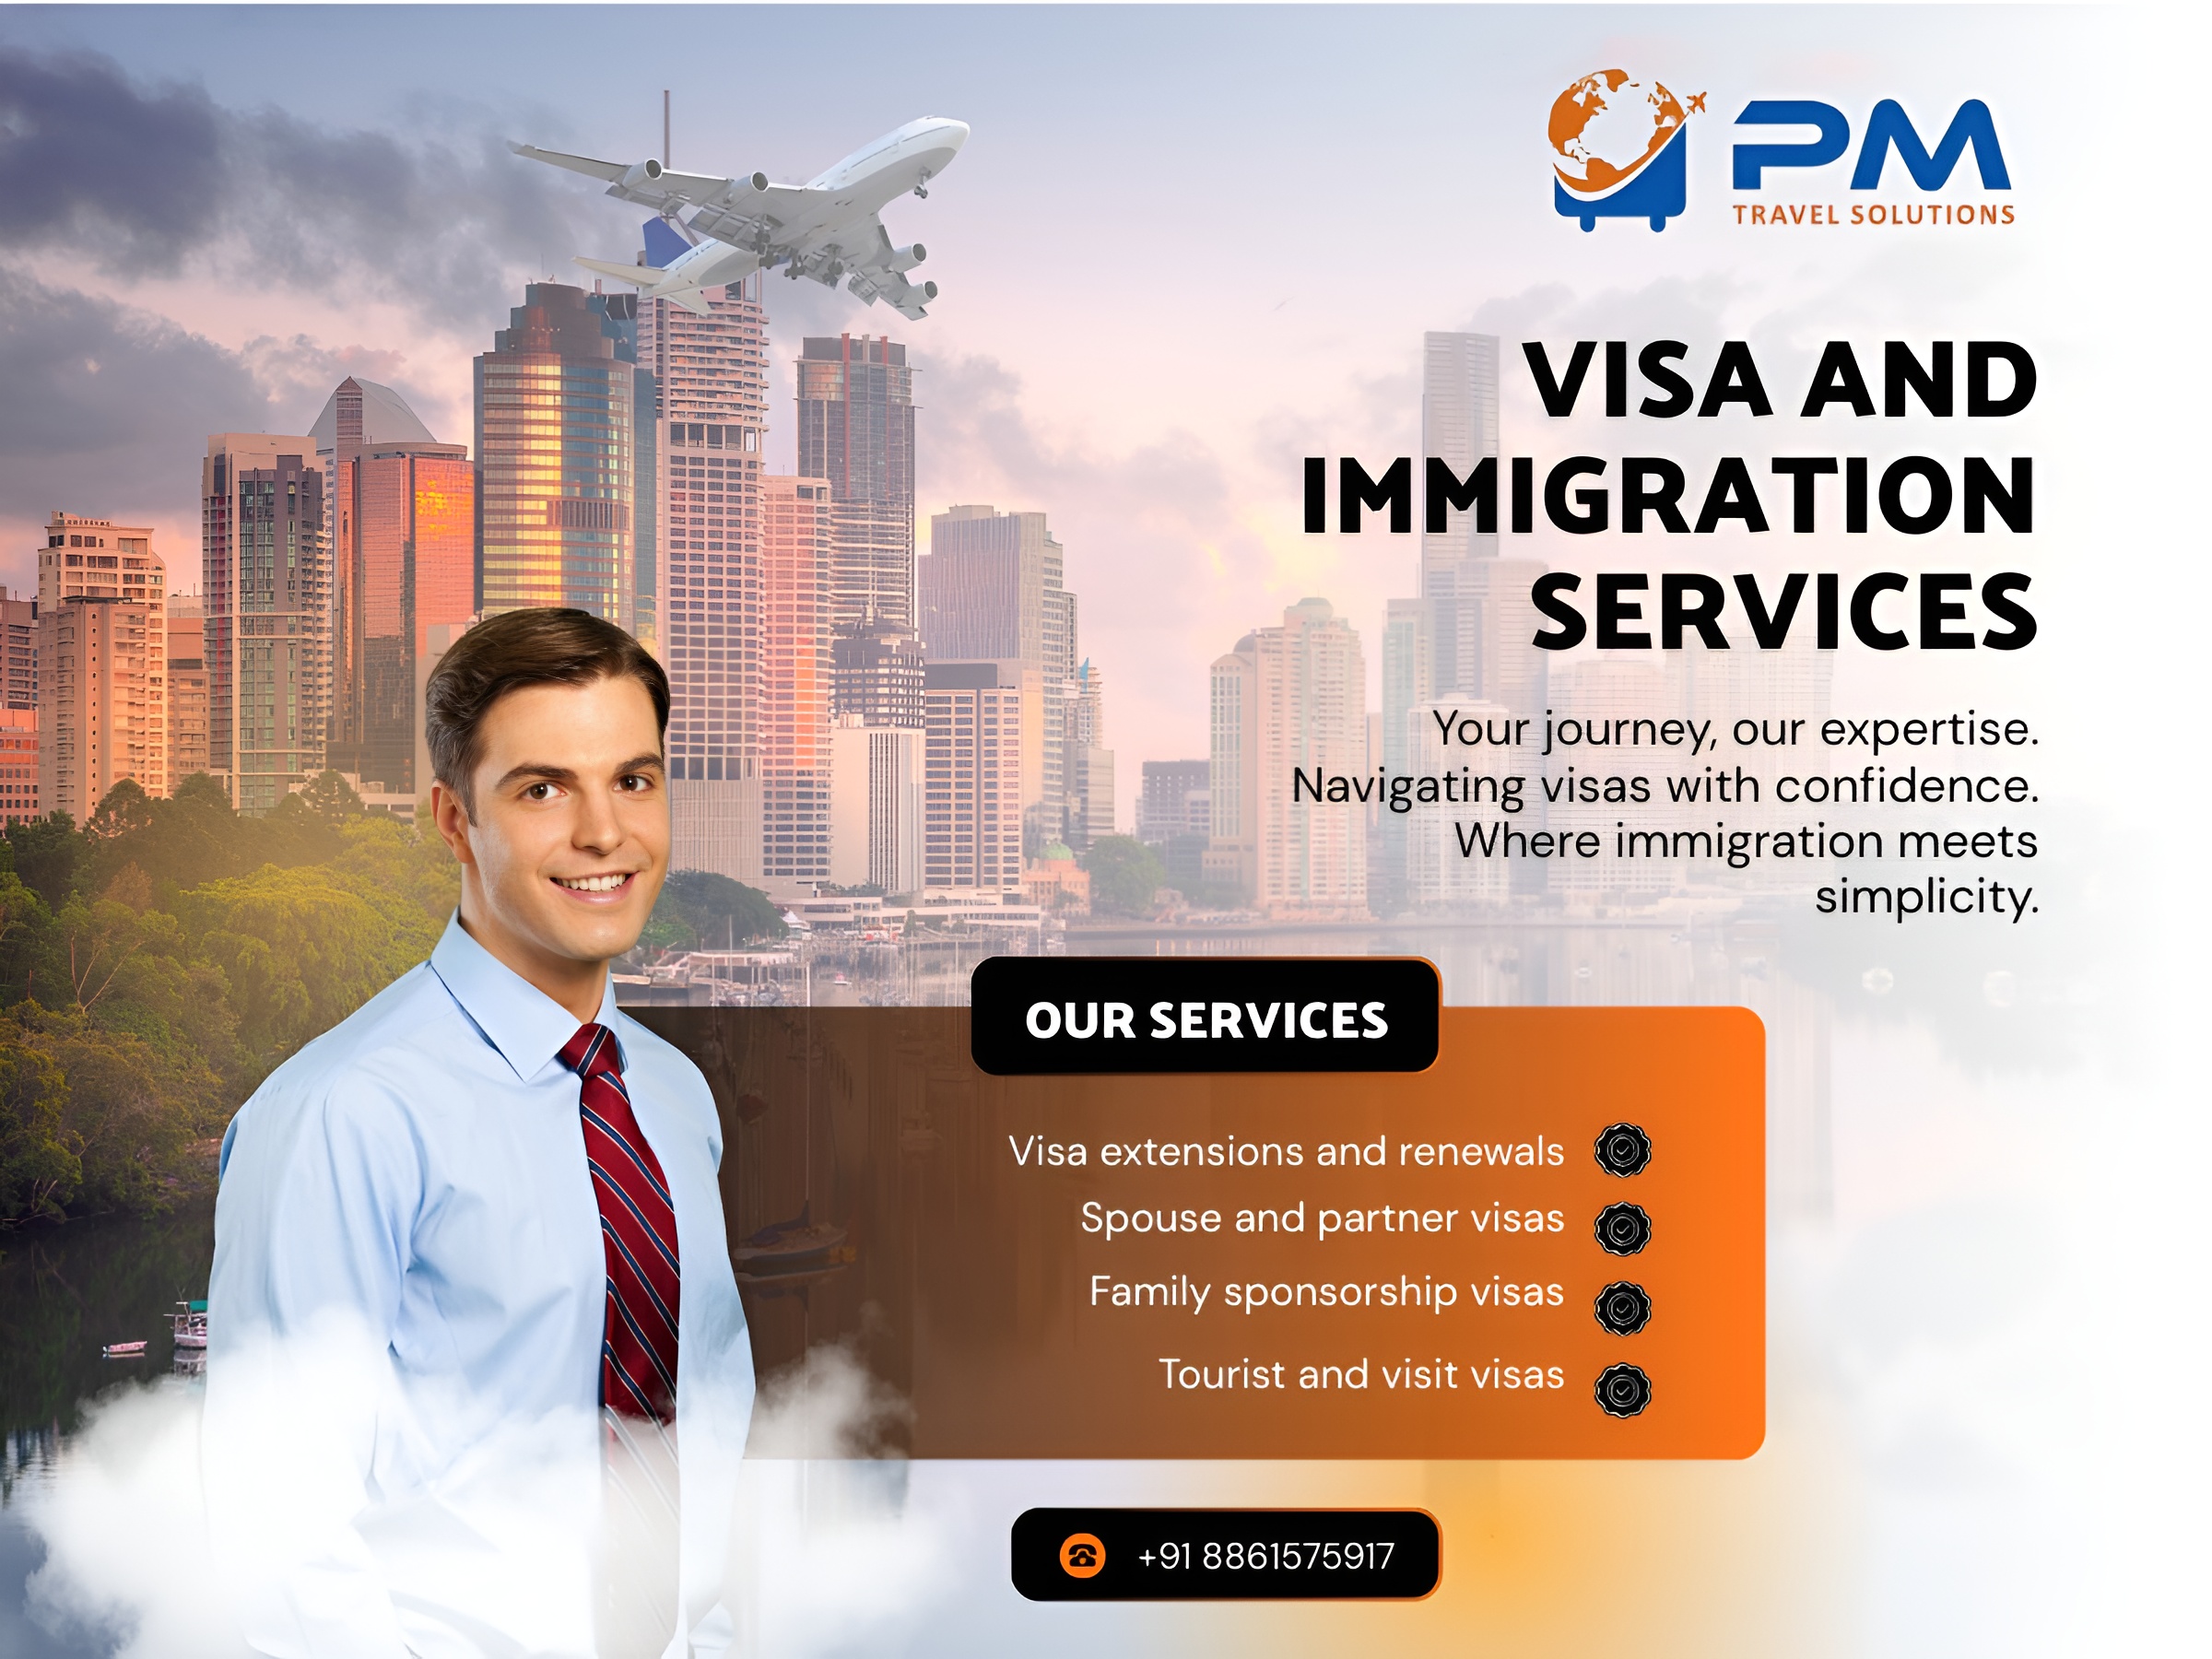 PM
TRAVEL SOLUTIONS
VISA AND
IMMIGRATION
SERVICES
Your journey, our expertise.
Navigating visas with confidence.
Where immigration meets
simplicity.
OUR SERVICES
Visa extensions and renewals
Spouse and partner visas
Family sponsorship visas
Tourist and visit visas
+91 8861575917